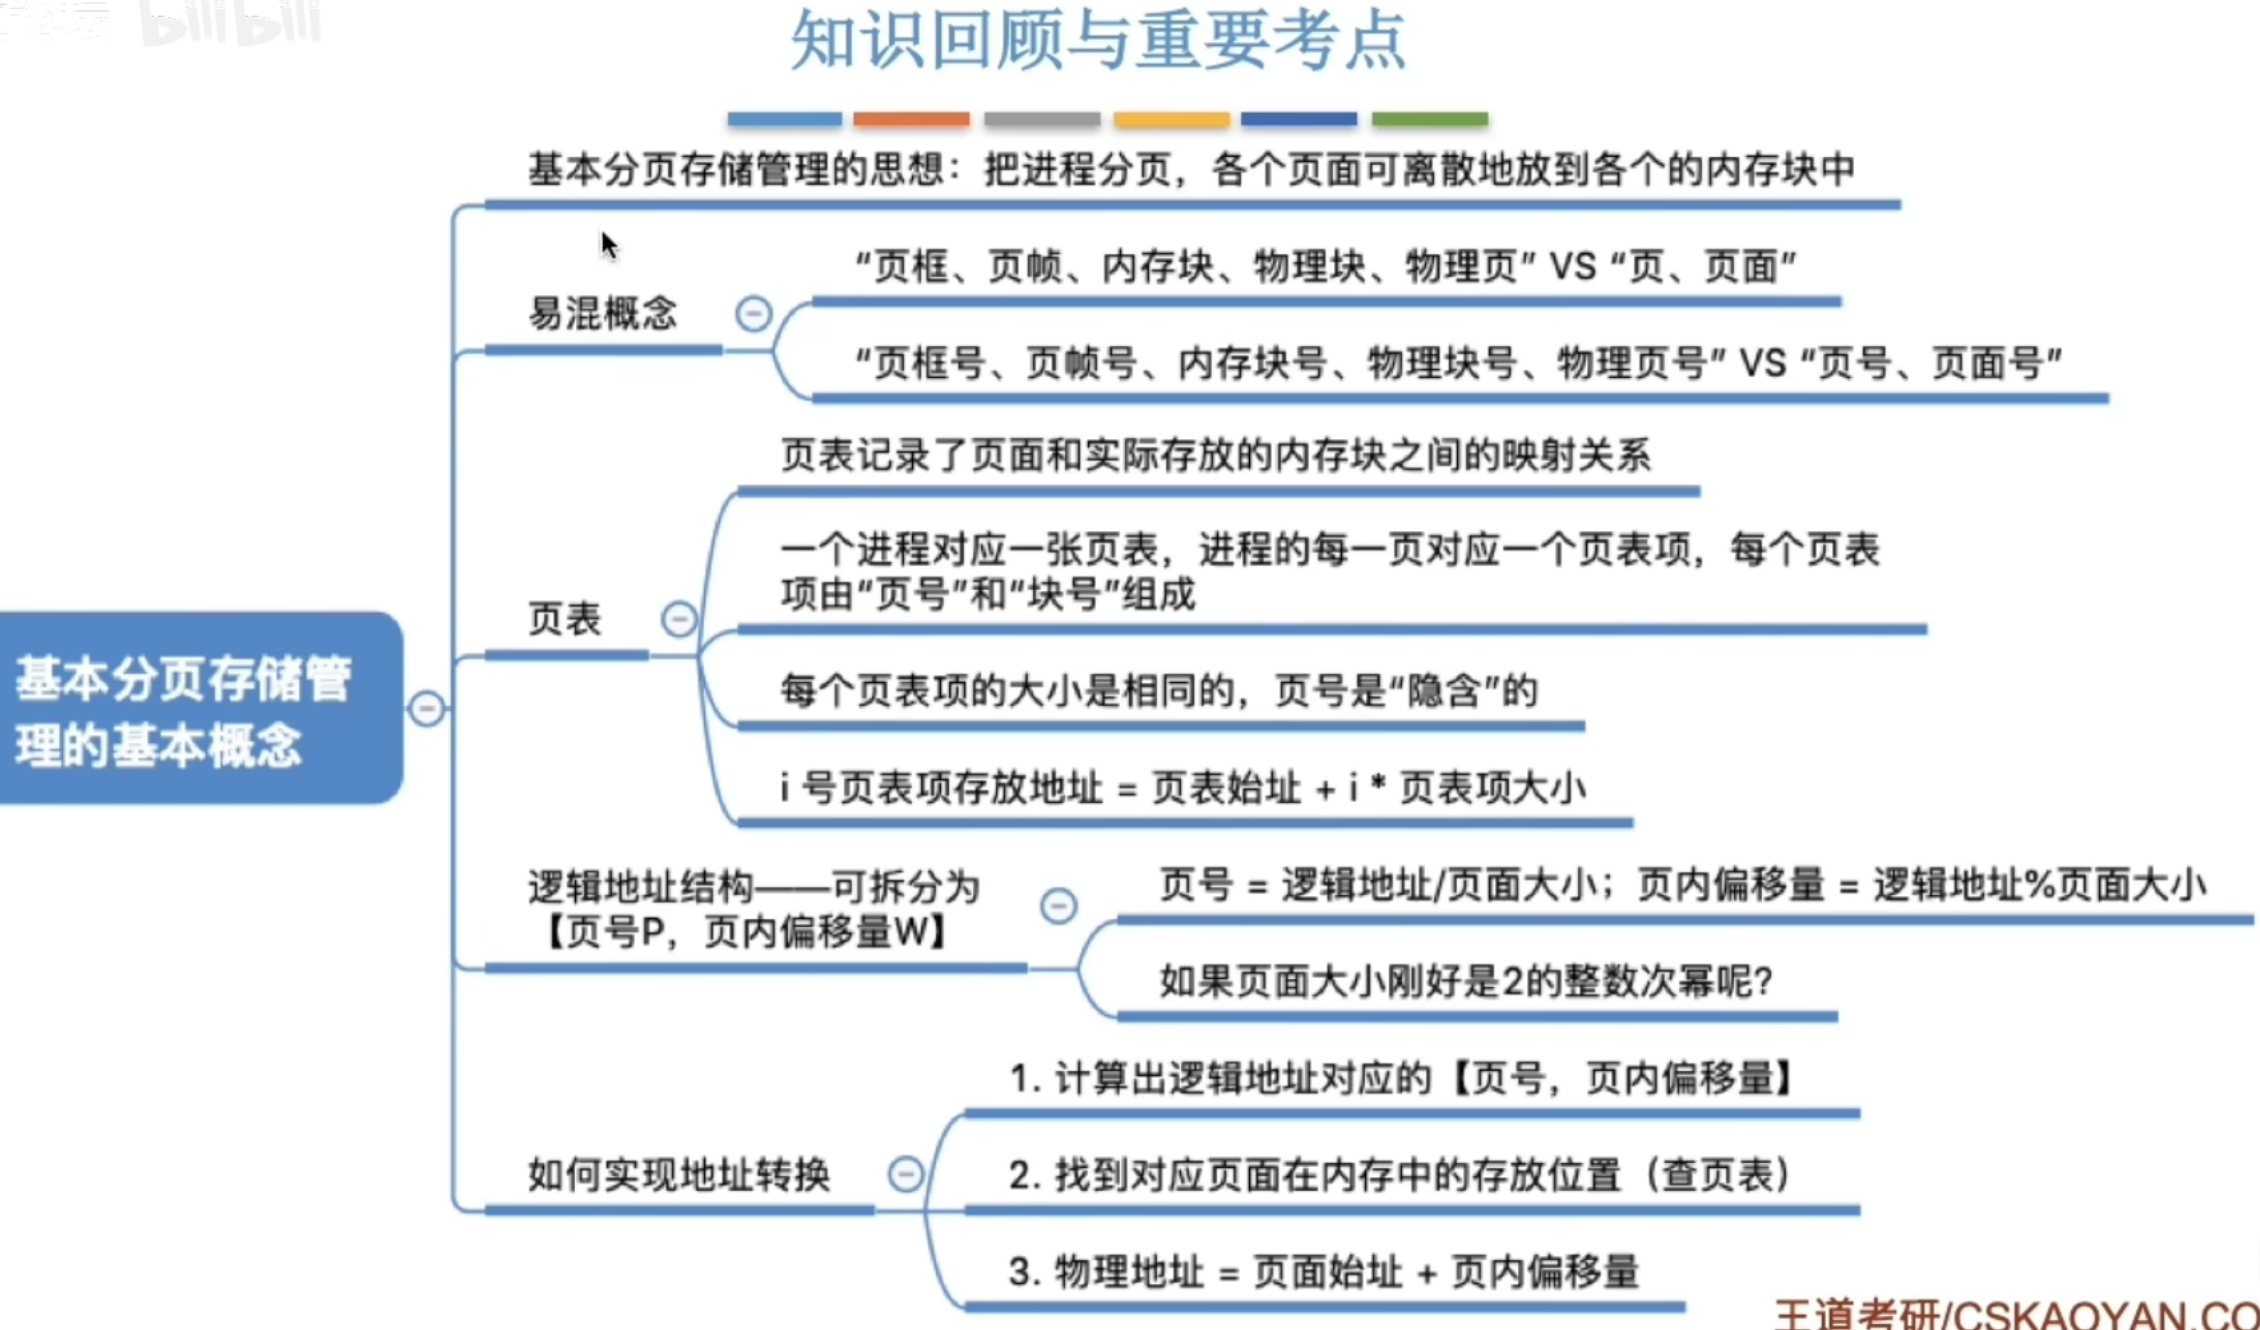 知识回顾与重要考点
基本分页存储管理的思想：把进程分页，各个页面可离散地放到各个的内存块中
易混概念
“页框、页帧、内存块、物理块、物理页” VS “页、页面”
“页框号、页帧号、内存块号、物理块号、物理页号” VS “页号、页面号”
页表
页表记录了页面和实际存放的内存块之间的映射关系
一个进程对应一张页表，进程的每一页对应一个页表项，每个页表
项由“页号”和“块号”组成
每个页表项的大小是相同的，页号是“隐含”的
i 号页表项存放地址 = 页表始址 + i * 页表项大小
基本分页存储管
理的基本概念
逻辑地址结构——可拆分为
【页号P，页内偏移量W】
页号 = 逻辑地址/页面大小；页内偏移量 = 逻辑地址%页面大小
如果页面大小刚好是2的整数次幂呢？
如何实现地址转换
1. 计算出逻辑地址对应的【页号，页内偏移量】
2. 找到对应页面在内存中的存放位置（查页表）
3. 物理地址 = 页面始址 + 页内偏移量
王道考研/CSKAOYAN.CO
bilibili